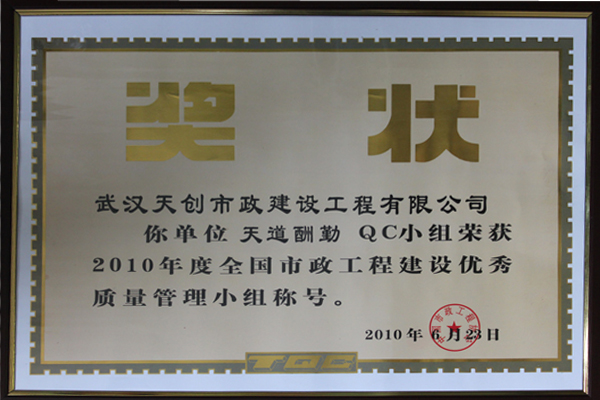 奖状
武汉天创市政建设工程有限公司
你单位 天道酬勤 QC小组荣获
2010年度全国市政工程建设优秀
质量管理小组称号。
2010年 6月23日
TQC